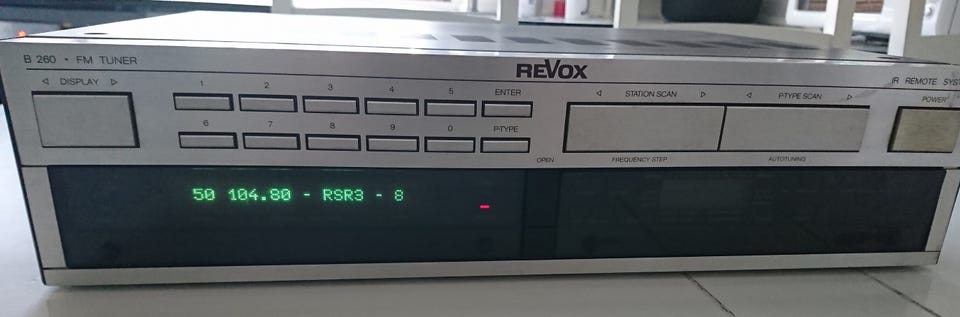 B 260 · FM TUNER
REVOX
IR REMOTE SYST
◁ DISPLAY ▷
1 2 3 4 5 ENTER
◁ STATION SCAN ▷
◁ P-TYPE SCAN ▷
POWER
6 7 8 9 0 P-TYPE
OPEN
FREQUENCY STEP
AUTOTUNING
50 104.80 - RSR3 - 8